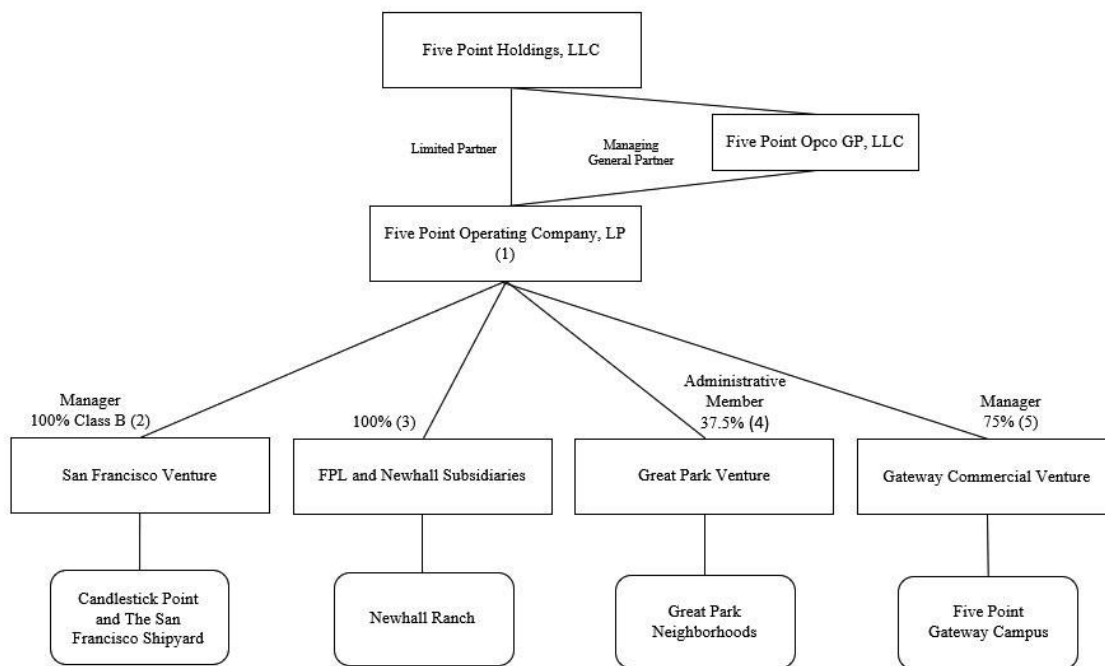 Five Point Holdings, LLC
Limited Partner
Managing
General Partner
Five Point Opco GP, LLC
Five Point Operating Company, LP
(1)
Manager
100% Class B (2)
100% (3)
Administrative
Member
37.5% (4)
Manager
75% (5)
San Francisco Venture
FPL and Newhall Subsidiaries
Great Park Venture
Gateway Commercial Venture
Candlestick Point
and The San
Francisco Shipyard
Newhall Ranch
Great Park
Neighborhoods
Five Point
Gateway Campus